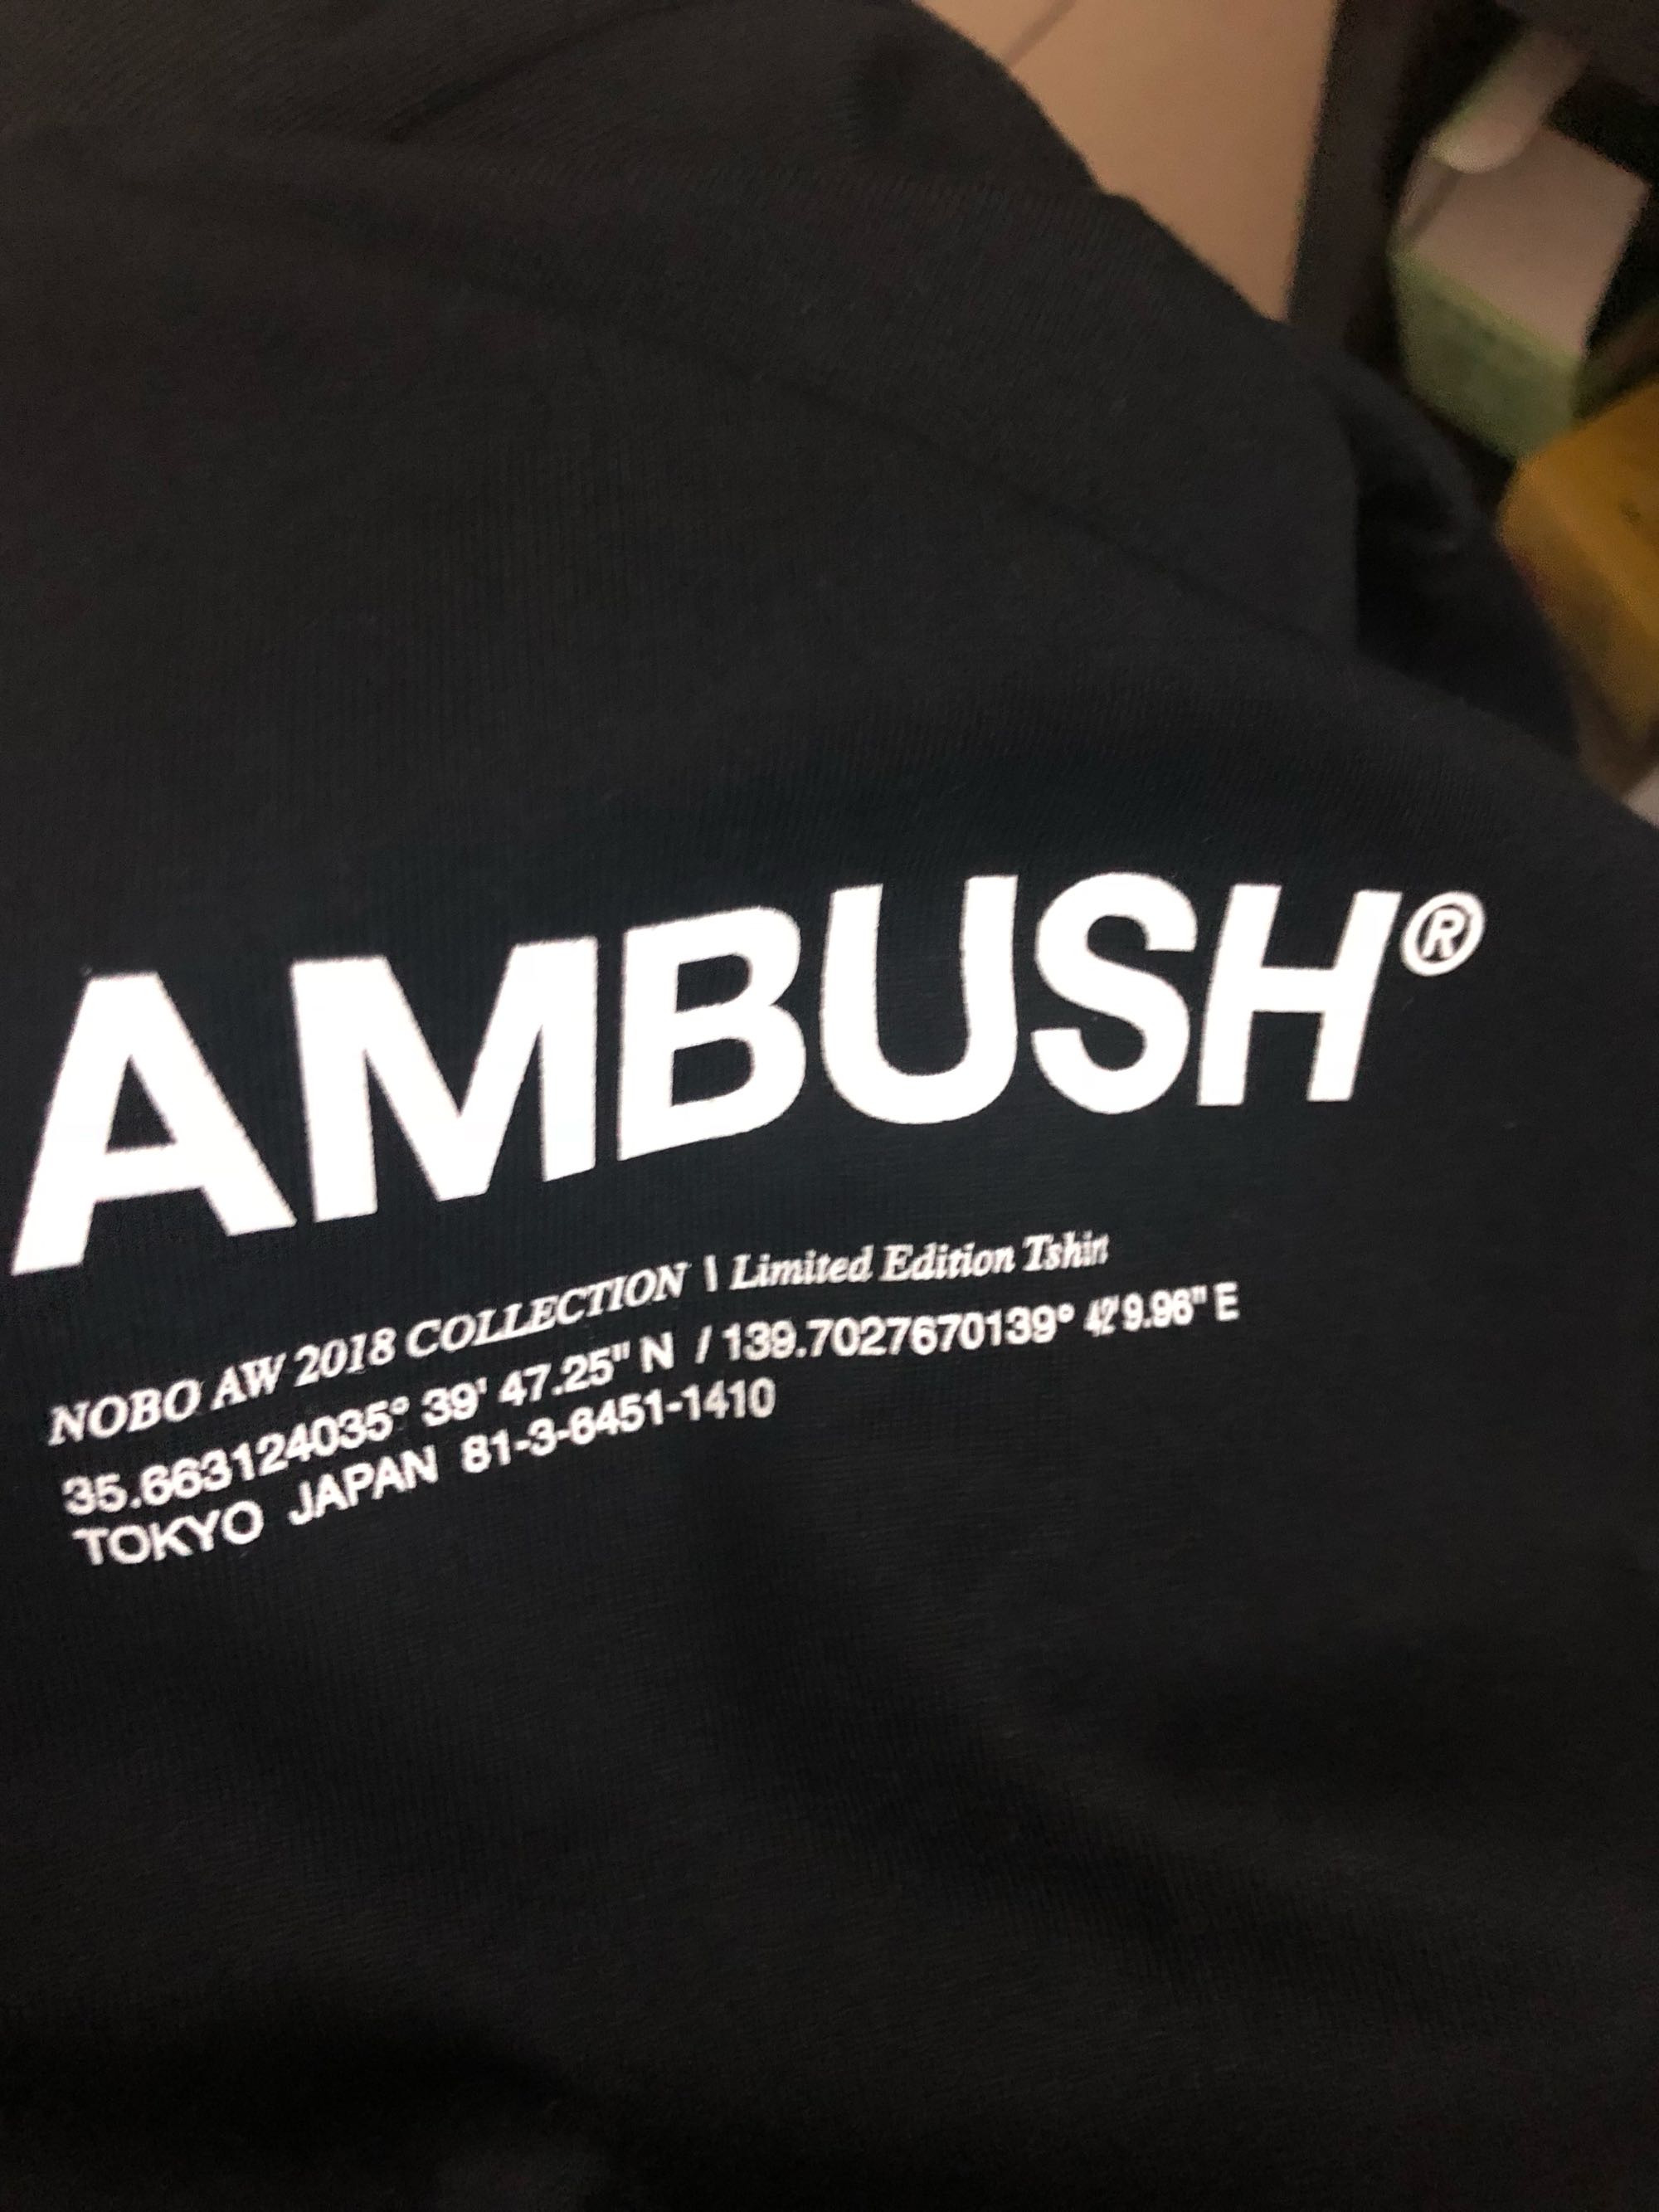 AMBUSH®
NOBO AW 2018 COLLECTION \ Limited Edition Tshirt
35.663124035° 39' 47.25" N / 139.7027670139° 42' 9.96" E
TOKYO JAPAN 81-3-6451-1410